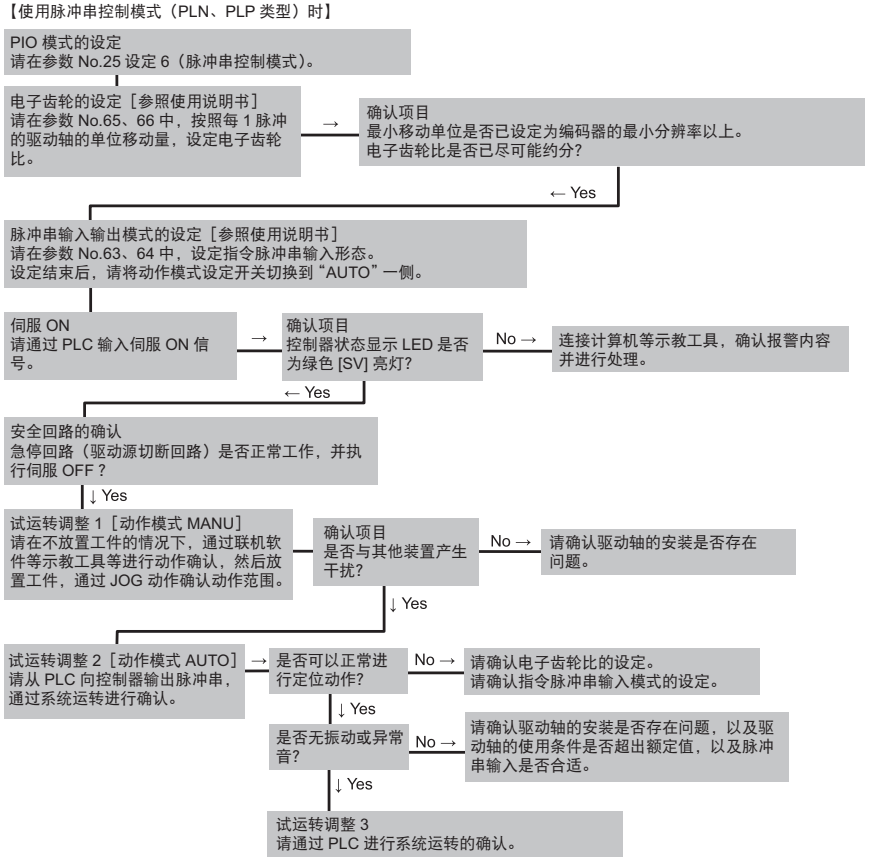 【使用脉冲串控制模式（PLN、PLP 类型）时】
PIO 模式的设定
请在参数 No.25 设定 6（脉冲串控制模式）。
电子齿轮的设定［参照使用说明书］
请在参数 No.65、66 中，按照每 1 脉冲
的驱动轴的单位移动量，设定电子齿轮
比。
→
确认项目
最小移动单位是否已设定为编码器的最小分辨率以上。
电子齿轮比是否已尽可能约分？
← Yes
脉冲串输入输出模式的设定［参照使用说明书］
请在参数 No.63、64 中，设定指令脉冲串输入形态。
设定结束后，请将动作模式设定开关切换到“AUTO”一侧。
伺服 ON
请通过 PLC 输入伺服 ON 信
号。
→
确认项目
控制器状态显示 LED 是否
为绿色 [SV] 亮灯？
No →
连接计算机等示教工具，确认报警内容
并进行处理。
← Yes
安全回路的确认
急停回路（驱动源切断回路）是否正常工作，并执
行伺服 OFF？
↓ Yes
试运转调整 1［动作模式 MANU］
请在不放置工件的情况下，通过联机软
件等示教工具等进行动作确认，然后放
置工件，通过 JOG 动作确认动作范围。
确认项目
是否与其他装置产生
干扰？
No →
请确认驱动轴的安装是否存在
问题。
↓ Yes
试运转调整 2［动作模式 AUTO］
请从 PLC 向控制器输出脉冲串，
通过系统运转进行确认。
→
是否可以正常进
行定位动作？
No →
请确认电子齿轮比的设定。
请确认指令脉冲串输入模式的设定。
↓ Yes
是否无振动或异常
音？
No →
请确认驱动轴的安装是否存在问题，以及驱
动轴的使用条件是否超出额定值，以及脉冲
串输入是否合适。
↓ Yes
试运转调整 3
请通过 PLC 进行系统运转的确认。